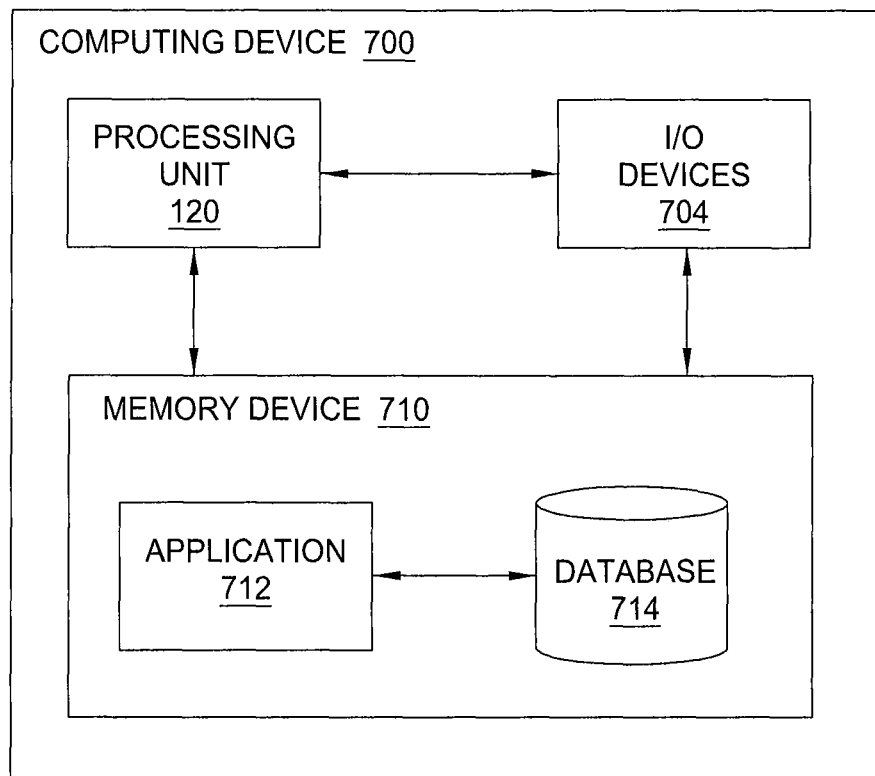 COMPUTING DEVICE 700
PROCESSING
UNIT
120
I/O
DEVICES
704
MEMORY DEVICE 710
APPLICATION
712
DATABASE
714